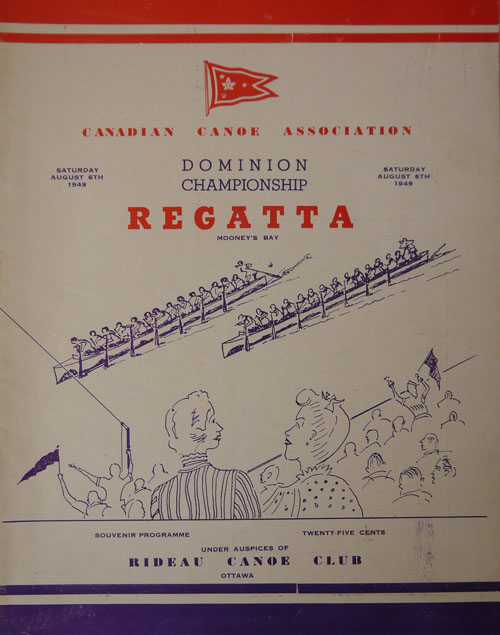 CANADIAN CANOE ASSOCIATION
SATURDAY
AUGUST 6TH
1949
DOMINION
CHAMPIONSHIP
SATURDAY
AUGUST 6TH
1949
REGATTA
MOONEY'S BAY
SOUVENIR PROGRAMME
TWENTY-FIVE CENTS
UNDER AUSPICES OF
RIDEAU CANOE CLUB
OTTAWA